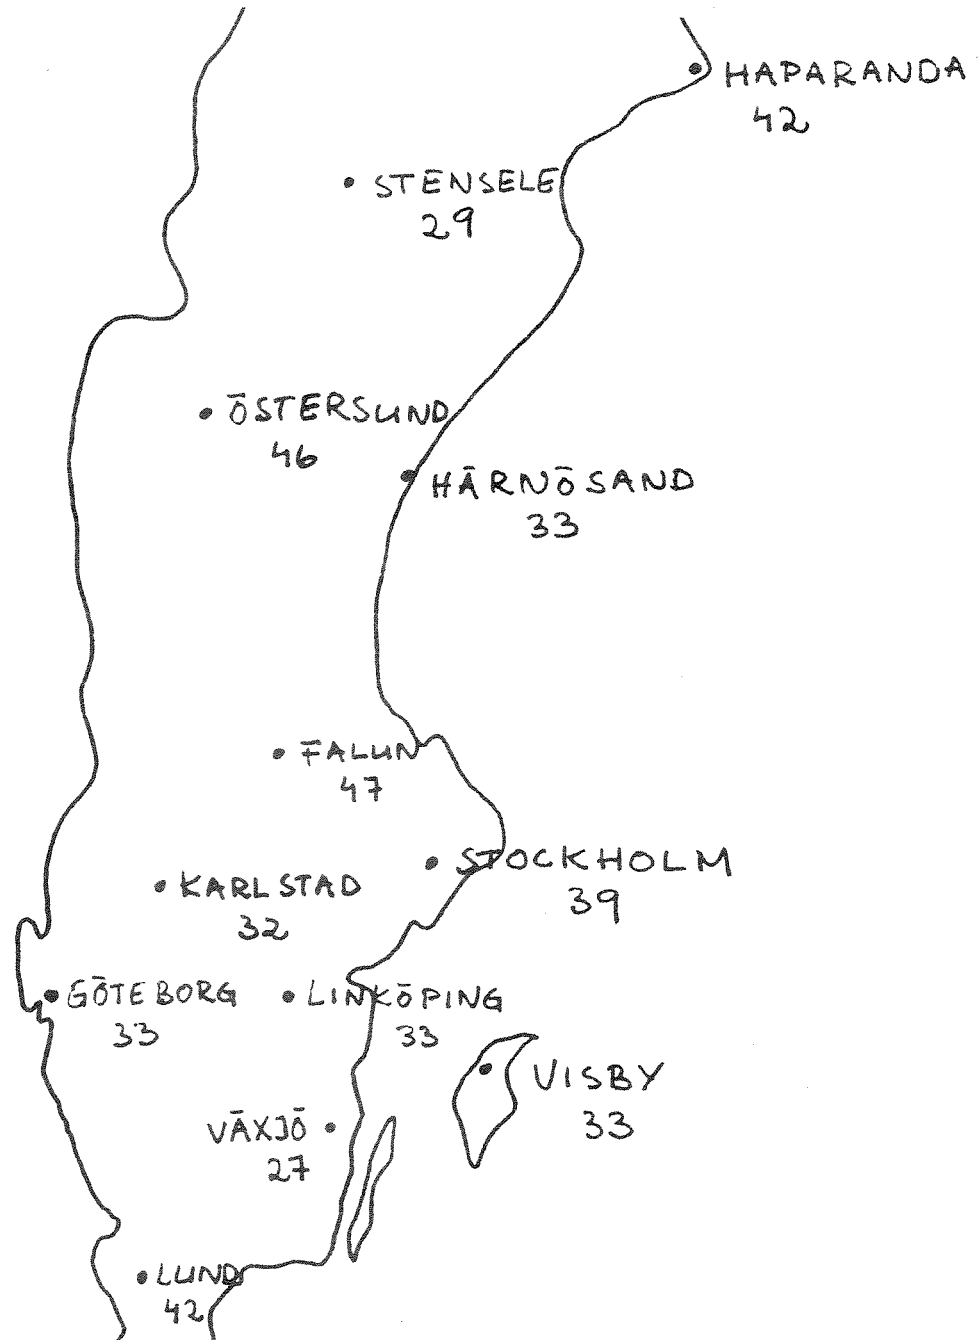 HAPARANDA
42
STENSELE
29
ÖSTERSUND
46
HÄRNÖSAND
33
FALUN
47
STOCKHOLM
39
KARLSTAD
32
GÖTEBORG
33
LINKÖPING
33
VISBY
33
VÄXJÖ
27
LUND
42